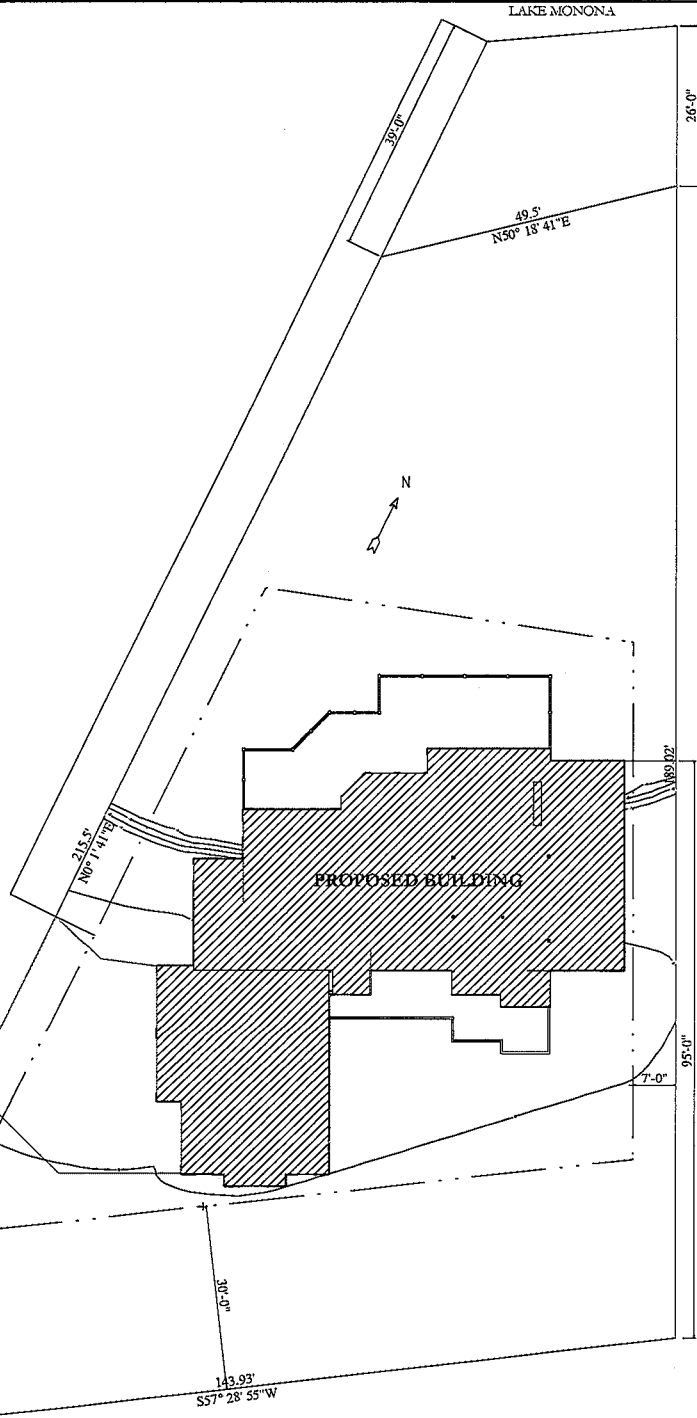 LAKE MONONA
26'-0"
39'-0"
49.5'
N50° 18' 41"E
N
89.02'
215.5'
N0° 1' 41"E
PROPOSED BUILDING
95'-0"
7'-0"
30'-0"
143.93'
S57° 28' 55"W